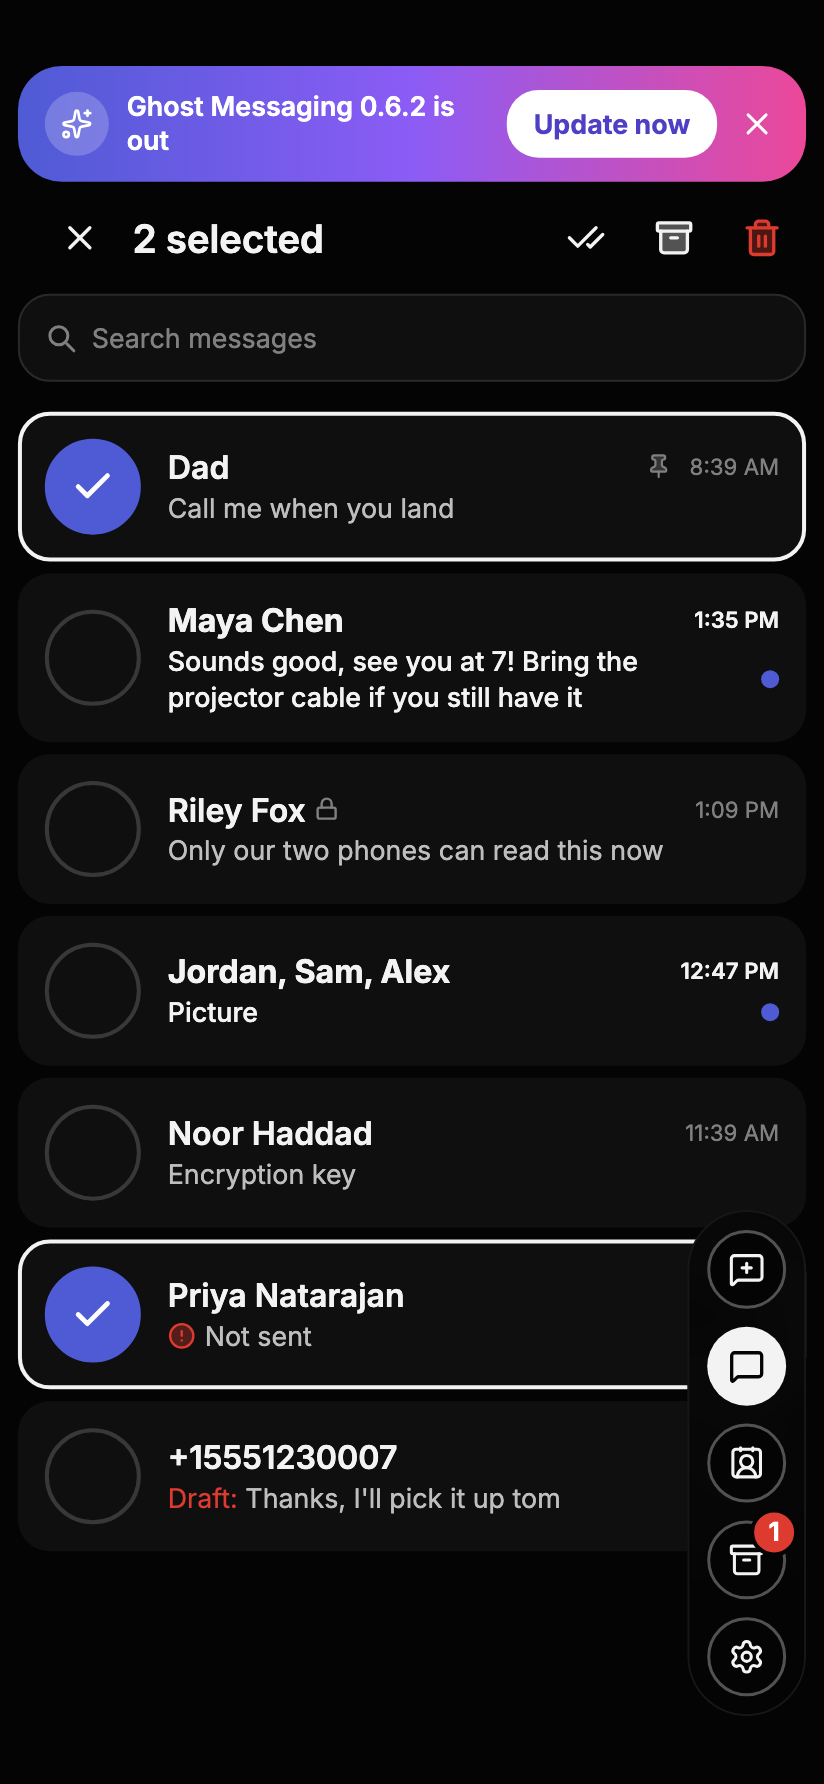 Ghost Messaging 0.6.2 is
out
Update now
2 selected
Search messages
Dad
8:39 AM
Call me when you land
Maya Chen
1:35 PM
Sounds good, see you at 7! Bring the
projector cable if you still have it
Riley Fox
1:09 PM
Only our two phones can read this now
Jordan, Sam, Alex
12:47 PM
Picture
Noor Haddad
11:39 AM
Encryption key
Priya Natarajan
Not sent
+15551230007
Draft: Thanks, I'll pick it up tom
1